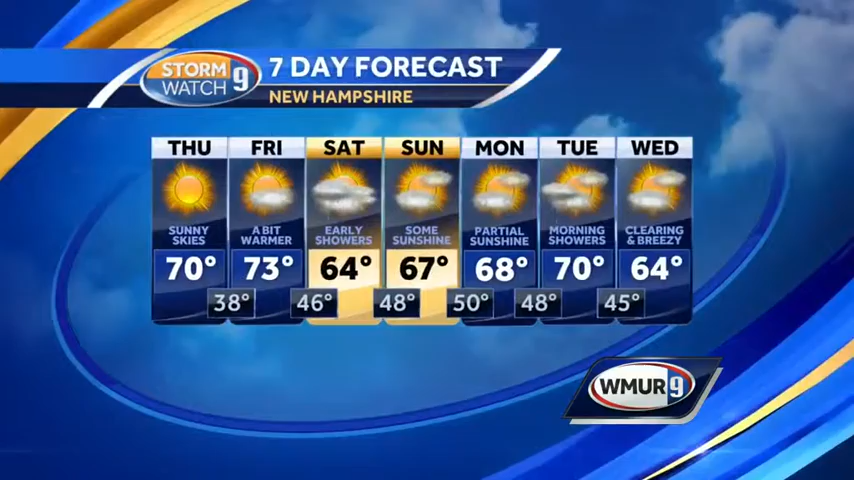 STORM WATCH 9
7 DAY FORECAST
NEW HAMPSHIRE
THU FRI SAT SUN MON TUE WED
SUNNY SKIES
A BIT WARMER
EARLY SHOWERS
SOME SUNSHINE
PARTIAL SUNSHINE
MORNING SHOWERS
CLEARING & BREEZY
70° 73° 64° 67° 68° 70° 64°
38° 46° 48° 50° 48° 45°
WMUR 9